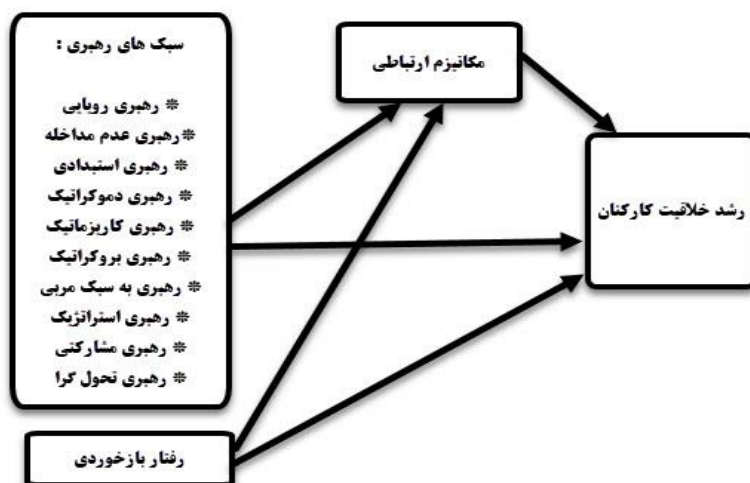 سبک های رهبری :
❊ رهبری رویایی
❊رهبری عدم مداخله
❊ رهبری استبدادی
❊ رهبری دموکراتیک
❊ رهبری کاریزماتیک
❊ رهبری بروکراتیک
❊ رهبری به سبک مربی
❊ رهبری استراتژیک
❊ رهبری مشارکتی
❊ رهبری تحول گرا
رفتار بازخوردی
مکانیزم ارتباطی
رشد خلاقیت کارکنان